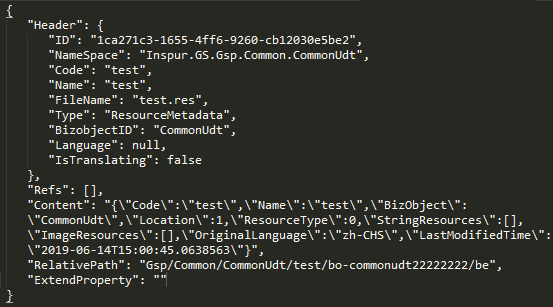 {
"Header": {
"ID": "1ca271c3-1655-4ff6-9260-cb12030e5be2",
"NameSpace": "Inspur.GS.Gsp.Common.CommonUdt",
"Code": "test",
"Name": "test",
"FileName": "test.res",
"Type": "ResourceMetadata",
"BizobjectID": "CommonUdt",
"Language": null,
"IsTranslating": false
},
"Refs": [],
"Content": "{\"Code\":\"test\",\"Name\":\"test\",\"BizObject\":
\"CommonUdt\",\"Location\":1,\"ResourceType\":0,\"StringResources\":[],
\"ImageResources\":[],\"OriginalLanguage\":\"zh-CHS\",\"LastModifiedTime\":
\"2019-06-14T15:00:45.0638563\"}",
"RelativePath": "Gsp/Common/CommonUdt/test/bo-commonudt22222222/be",
"ExtendProperty": ""
}